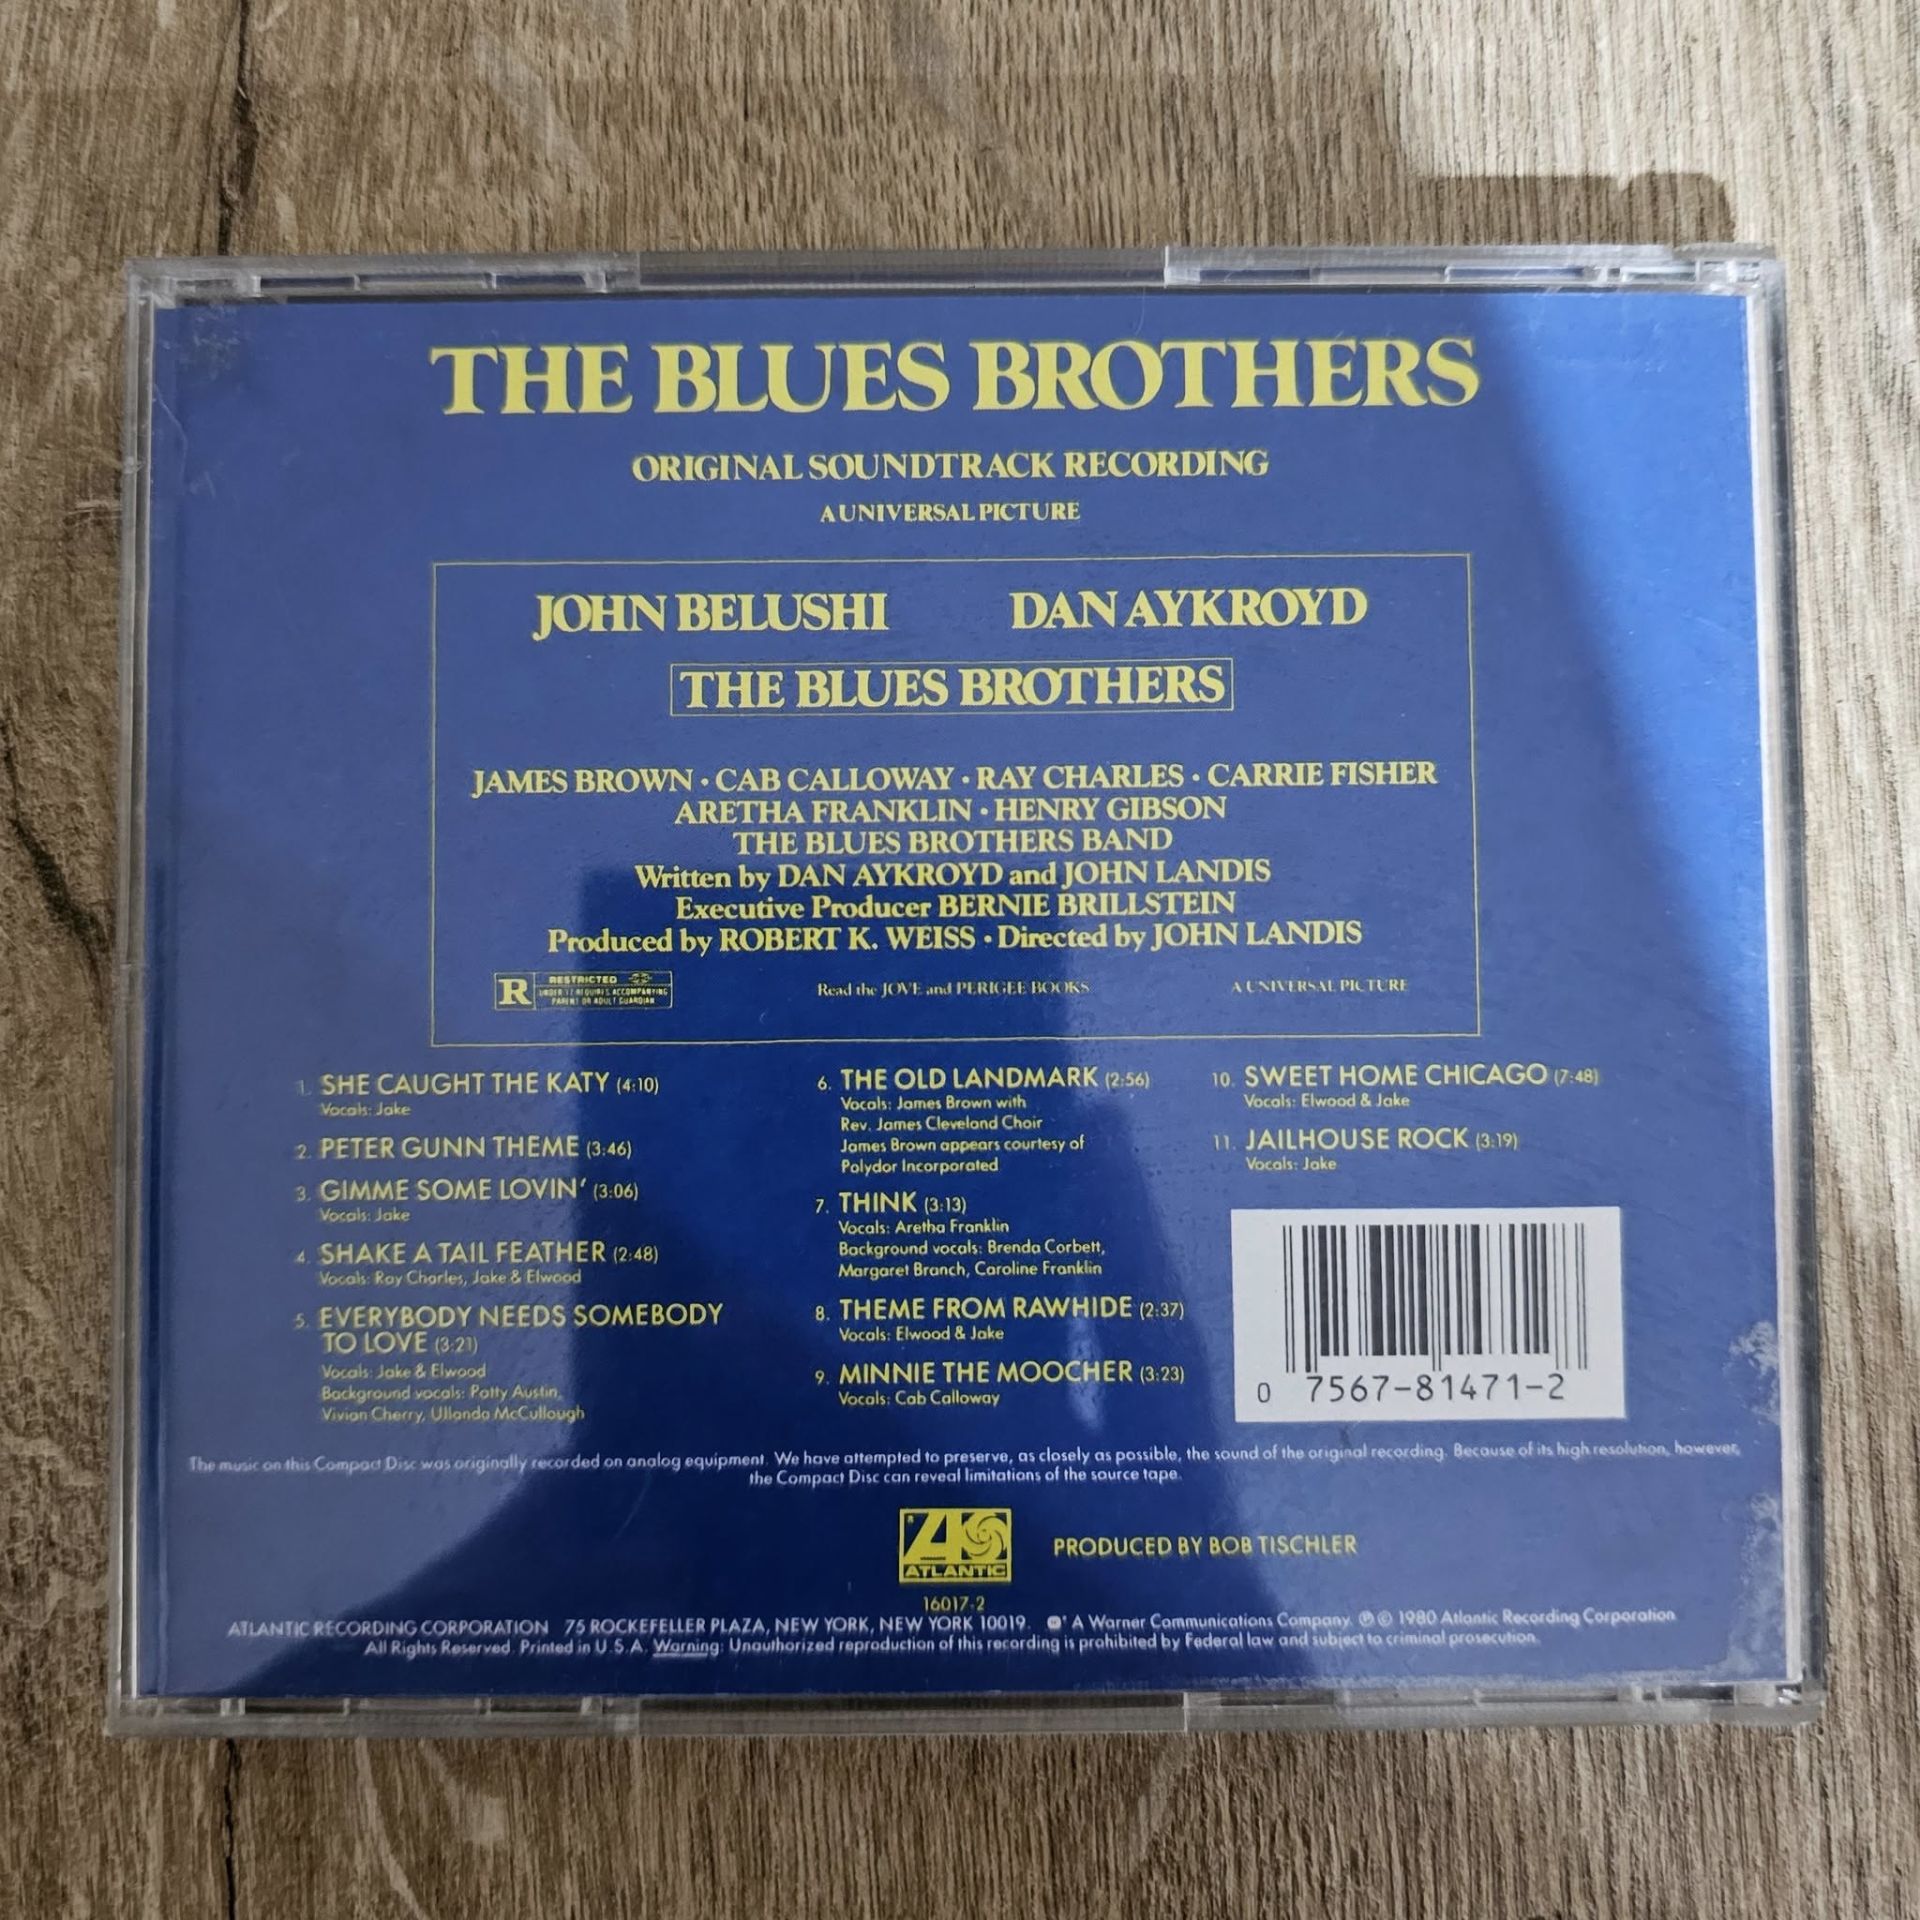 THE BLUES BROTHERS
ORIGINAL SOUNDTRACK RECORDING
A UNIVERSAL PICTURE
JOHN BELUSHI DAN AYKROYD
THE BLUES BROTHERS
JAMES BROWN • CAB CALLOWAY • RAY CHARLES • CARRIE FISHER
ARETHA FRANKLIN • HENRY GIBSON
THE BLUES BROTHERS BAND
Written by DAN AYKROYD and JOHN LANDIS
Executive Producer BERNIE BRILLSTEIN
Produced by ROBERT K. WEISS • Directed by JOHN LANDIS
R RESTRICTED
UNDER 17 REQUIRES ACCOMPANYING
PARENT OR ADULT GUARDIAN
Read the JOVE and PERIGEE BOOKS
A UNIVERSAL PICTURE
1. SHE CAUGHT THE KATY (4:10)
Vocals: Jake
2. PETER GUNN THEME (3:46)
3. GIMME SOME LOVIN' (3:06)
Vocals: Jake
4. SHAKE A TAIL FEATHER (2:48)
Vocals: Ray Charles, Jake & Elwood
5. EVERYBODY NEEDS SOMEBODY
TO LOVE (3:21)
Vocals: Jake & Elwood
Background vocals: Patty Austin,
Vivian Cherry, Ullanda McCullough
6. THE OLD LANDMARK (2:56)
Vocals: James Brown with
Rev. James Cleveland Choir
James Brown appears courtesy of
Polydor Incorporated
7. THINK (3:13)
Vocals: Aretha Franklin
Background vocals: Brenda Corbett,
Margaret Branch, Caroline Franklin
8. THEME FROM RAWHIDE (2:37)
Vocals: Elwood & Jake
9. MINNIE THE MOOCHER (3:23)
Vocals: Cab Calloway
10. SWEET HOME CHICAGO (7:48)
Vocals: Elwood & Jake
11. JAILHOUSE ROCK (3:19)
Vocals: Jake
0 7567-81471-2
The music on this Compact Disc was originally recorded on analog equipment. We have attempted to preserve, as closely as possible, the sound of the original recording. Because of its high resolution, however,
the Compact Disc can reveal limitations of the source tape.
ATLANTIC
PRODUCED BY BOB TISCHLER
16017-2
ATLANTIC RECORDING CORPORATION 75 ROCKEFELLER PLAZA, NEW YORK, NEW YORK 10019. A Warner Communications Company. ℗ © 1980 Atlantic Recording Corporation
All Rights Reserved. Printed in U.S.A. Warning: Unauthorized reproduction of this recording is prohibited by Federal law and subject to criminal prosecution.